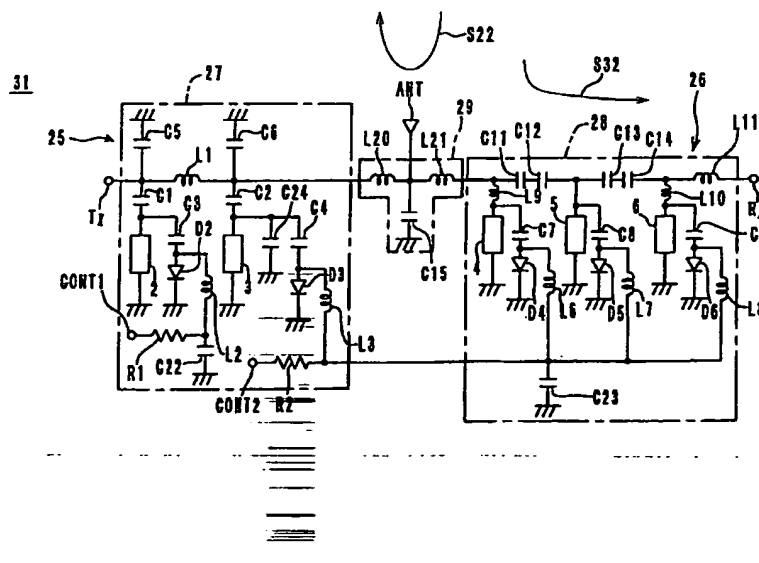 S22
31
27
ANT
S32
26
29
25
C5
C6
L20
L21
28
C11
C12
C13
C14
L11
L1
Tx
C1
C2
L9
L10
C3
D2
C24
C4
C15
4
C7
5
C8
6
2
3
D3
D4
L6
D5
L7
D6
CONT1
R1
C22
L2
L3
CONT2
R2
C23